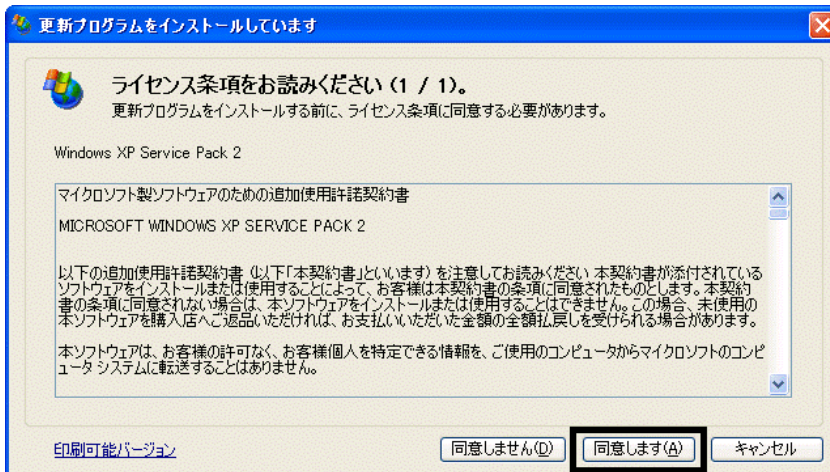 更新プログラムをインストールしています
ライセンス条項をお読みください (1 / 1)。
更新プログラムをインストールする前に、ライセンス条項に同意する必要があります。
Windows XP Service Pack 2
マイクロソフト製ソフトウェアのための追加使用許諾契約書
MICROSOFT WINDOWS XP SERVICE PACK 2
以下の追加使用許諾契約書 (以下「本契約書」といいます) を注意してお読みください 本契約書が添付されている
ソフトウェアをインストールまたは使用することによって、お客様は本契約書の条項に同意されたものとします。本契約
書の条項に同意されない場合は、本ソフトウェアをインストールまたは使用することはできません。この場合、未使用の
本ソフトウェアを購入店へご返品いただければ、お支払いいただいた金額の全額払戻しを受けられる場合があります。
本ソフトウェアは、お客様の許可なく、お客様個人を特定できる情報を、ご使用のコンピュータからマイクロソフトのコンピ
ュータ システムに転送することはありません。
印刷可能バージョン
同意しません(D)
同意します(A)
キャンセル